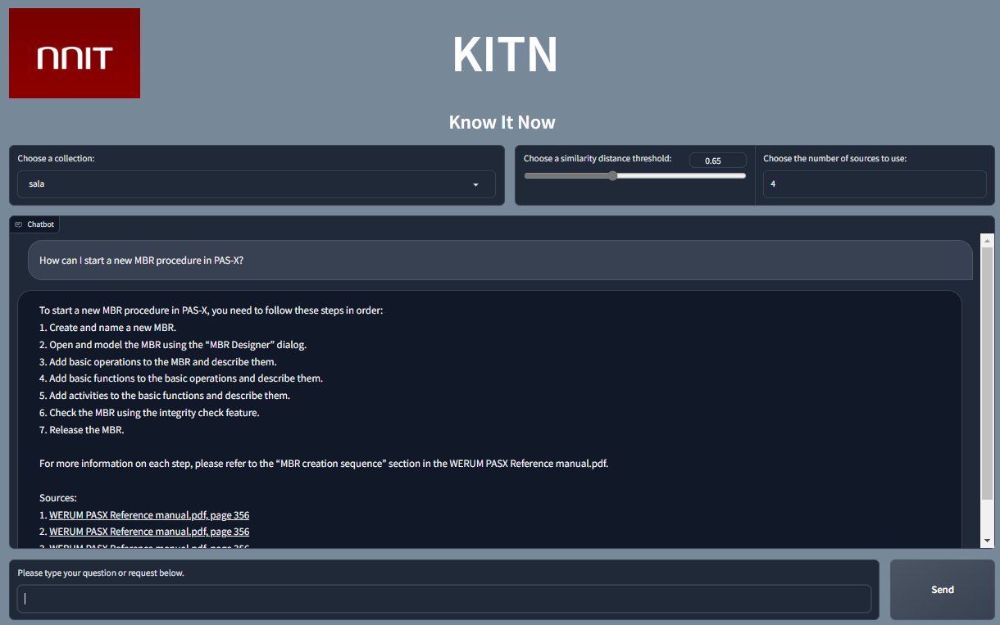 NNIT
KITN
Know It Now
Choose a collection:
sala
Choose a similarity distance threshold:
0.65
Choose the number of sources to use:
4
Chatbot
How can I start a new MBR procedure in PAS-X?
To start a new MBR procedure in PAS-X, you need to follow these steps in order:
1. Create and name a new MBR.
2. Open and model the MBR using the “MBR Designer” dialog.
3. Add basic operations to the MBR and describe them.
4. Add basic functions to the basic operations and describe them.
5. Add activities to the basic functions and describe them.
6. Check the MBR using the integrity check feature.
7. Release the MBR.
For more information on each step, please refer to the “MBR creation sequence” section in the WERUM PASX Reference manual.pdf.
Sources:
1. WERUM PASX Reference manual.pdf, page 356
2. WERUM PASX Reference manual.pdf, page 356
3. WERUM PASX Reference manual.pdf, page 356
Please type your question or request below.
Send